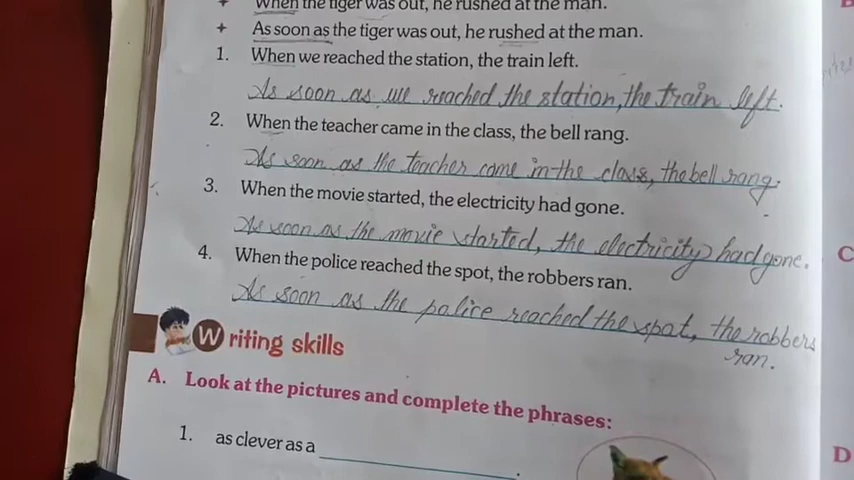 + When the tiger was out, he rushed at the man.
+ As soon as the tiger was out, he rushed at the man.
1. When we reached the station, the train left.
As soon as we reached the station, the train left.
2. When the teacher came in the class, the bell rang.
As soon as the teacher came in the class, the bell rang.
3. When the movie started, the electricity had gone.
As soon as the movie started, the electricity had gone.
4. When the police reached the spot, the robbers ran.
As soon as the police reached the spot, the robbers
ran.
Writing skills
A. Look at the pictures and complete the phrases:
1. as clever as a .
C
D